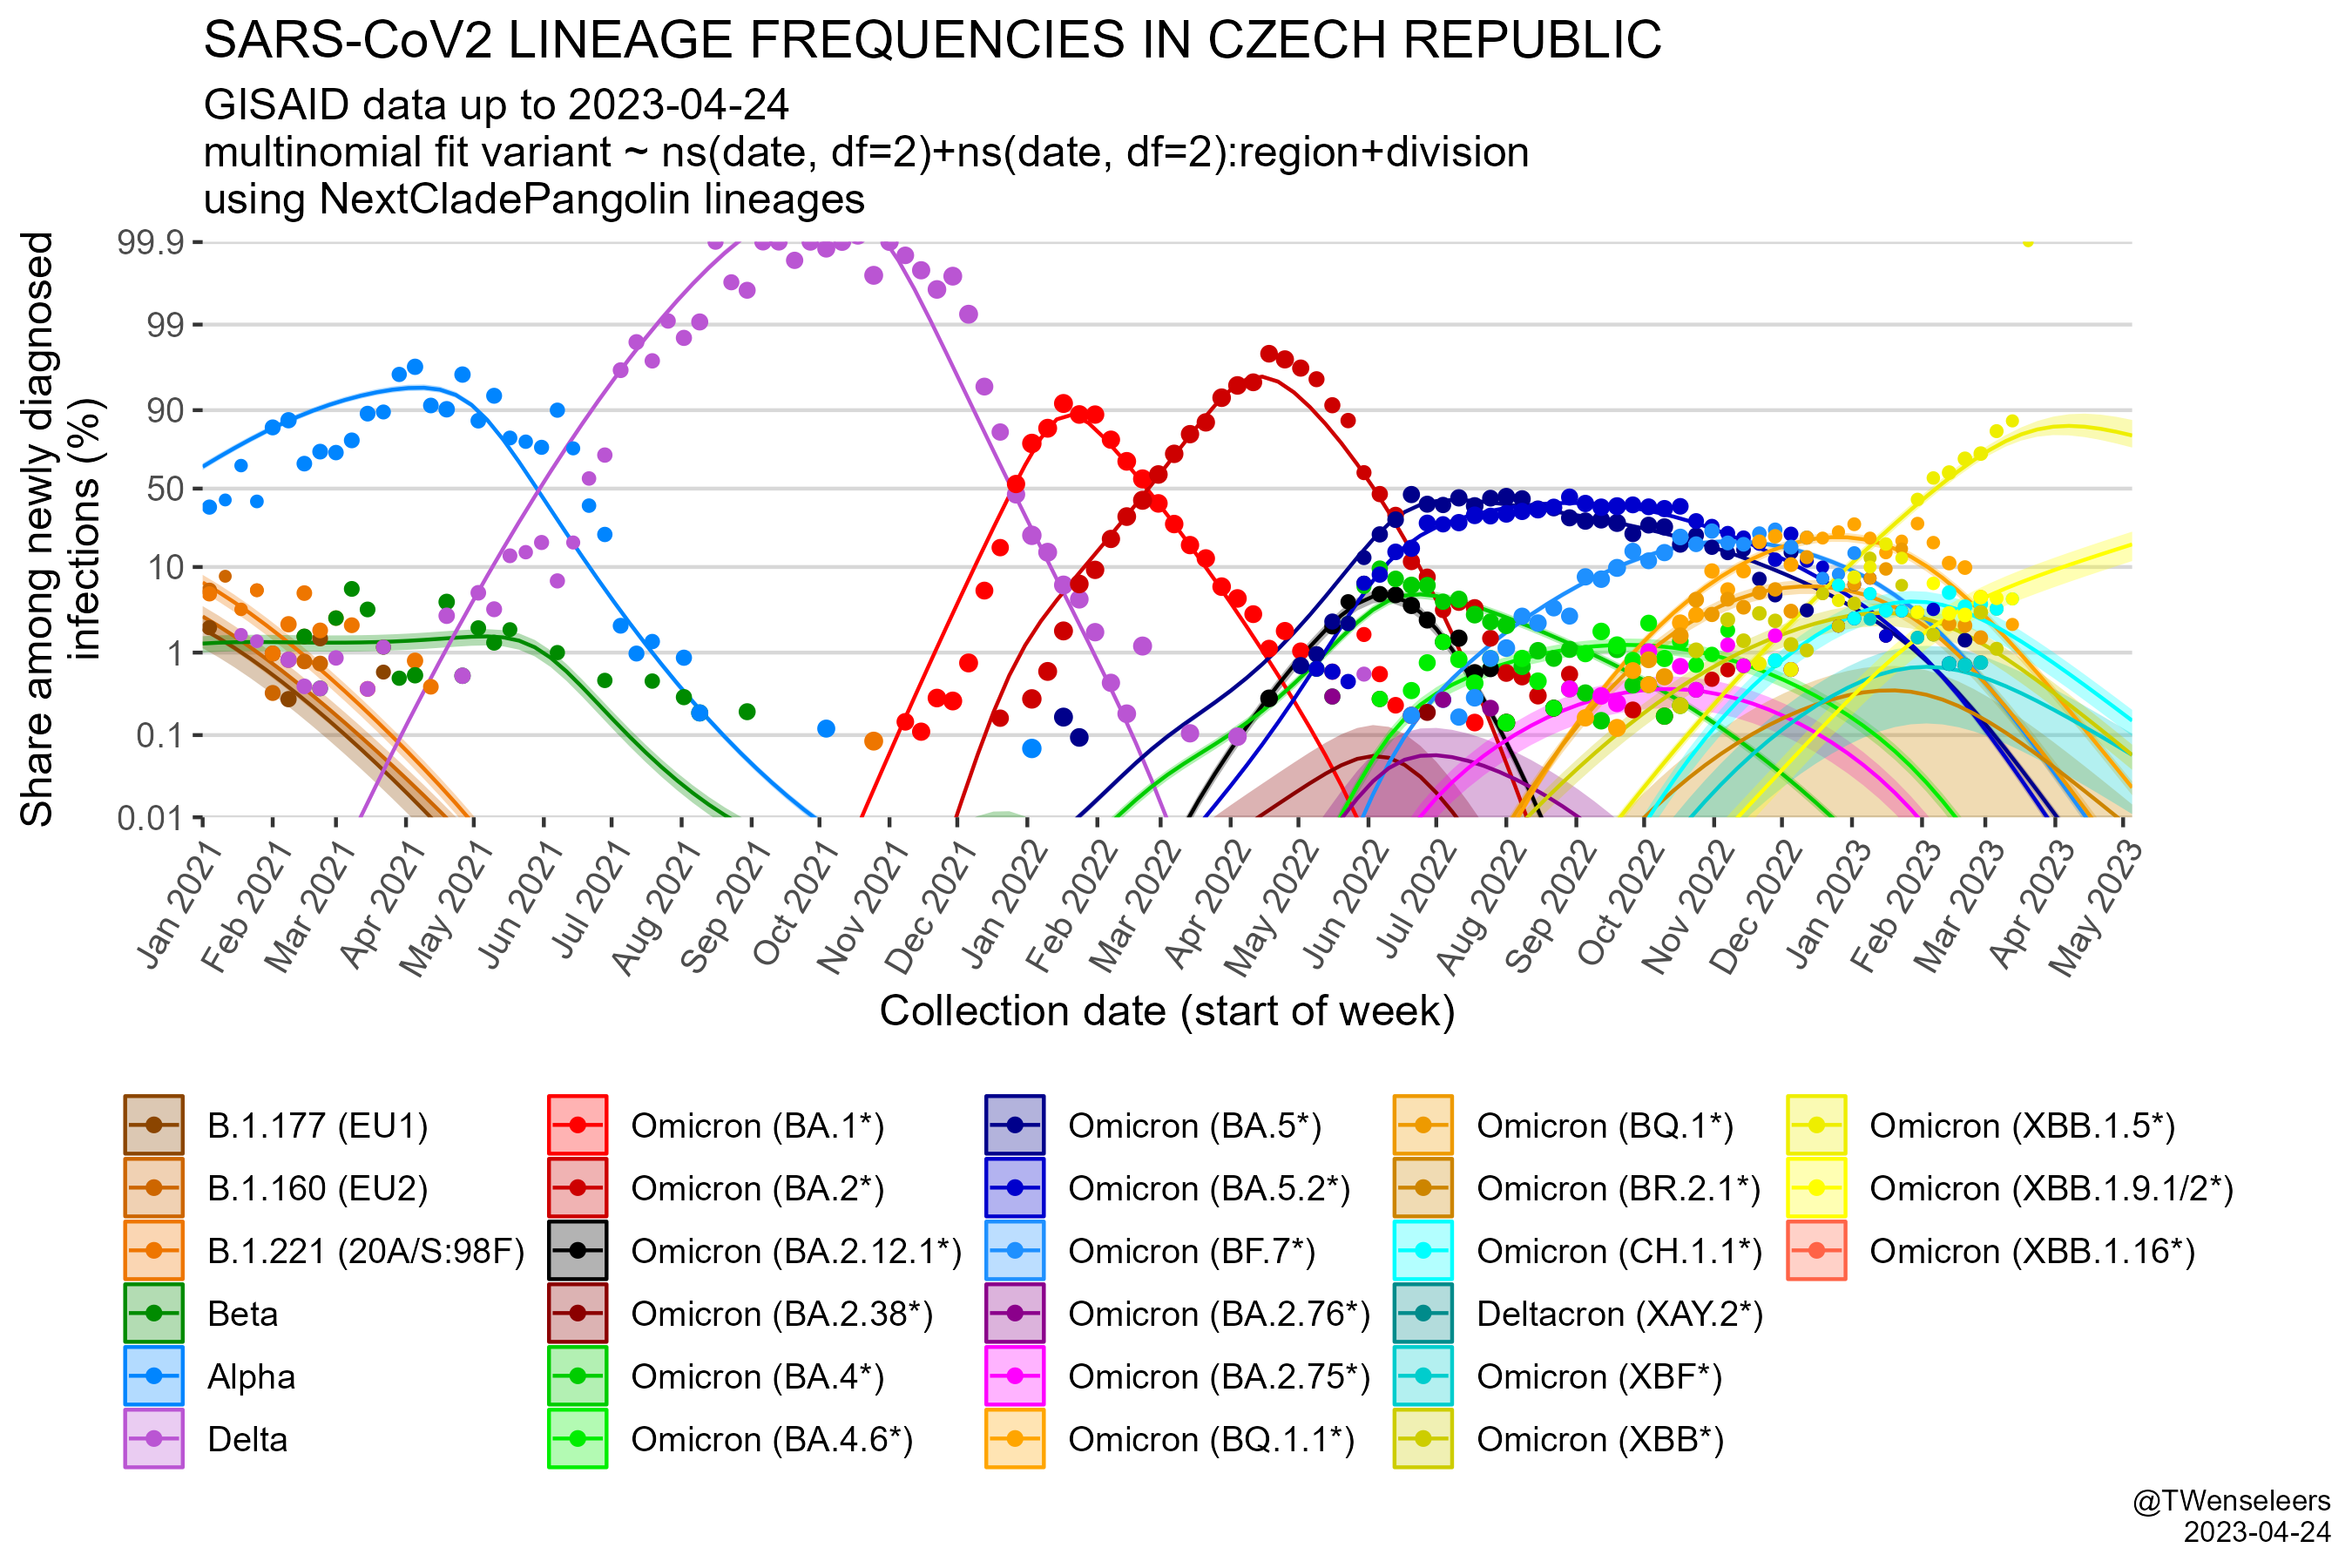 SARS-CoV2 LINEAGE FREQUENCIES IN CZECH REPUBLIC
GISAID data up to 2023-04-24
multinomial fit variant ~ ns(date, df=2)+ns(date, df=2):region+division
using NextCladePangolin lineages
Share among newly diagnosed
infections (%)
99.9
99
90
50
10
1
0.1
0.01
Jan 2021
Feb 2021
Mar 2021
Apr 2021
May 2021
Jun 2021
Jul 2021
Aug 2021
Sep 2021
Oct 2021
Nov 2021
Dec 2021
Jan 2022
Feb 2022
Mar 2022
Apr 2022
May 2022
Jun 2022
Jul 2022
Aug 2022
Sep 2022
Oct 2022
Nov 2022
Dec 2022
Jan 2023
Feb 2023
Mar 2023
Apr 2023
May 2023
Collection date (start of week)
B.1.177 (EU1)
B.1.160 (EU2)
B.1.221 (20A/S:98F)
Beta
Alpha
Delta
Omicron (BA.1*)
Omicron (BA.2*)
Omicron (BA.2.12.1*)
Omicron (BA.2.38*)
Omicron (BA.4*)
Omicron (BA.4.6*)
Omicron (BA.5*)
Omicron (BA.5.2*)
Omicron (BF.7*)
Omicron (BA.2.76*)
Omicron (BA.2.75*)
Omicron (BQ.1.1*)
Omicron (BQ.1*)
Omicron (BR.2.1*)
Omicron (CH.1.1*)
Deltacron (XAY.2*)
Omicron (XBF*)
Omicron (XBB*)
Omicron (XBB.1.5*)
Omicron (XBB.1.9.1/2*)
Omicron (XBB.1.16*)
@TWenseleers
2023-04-24